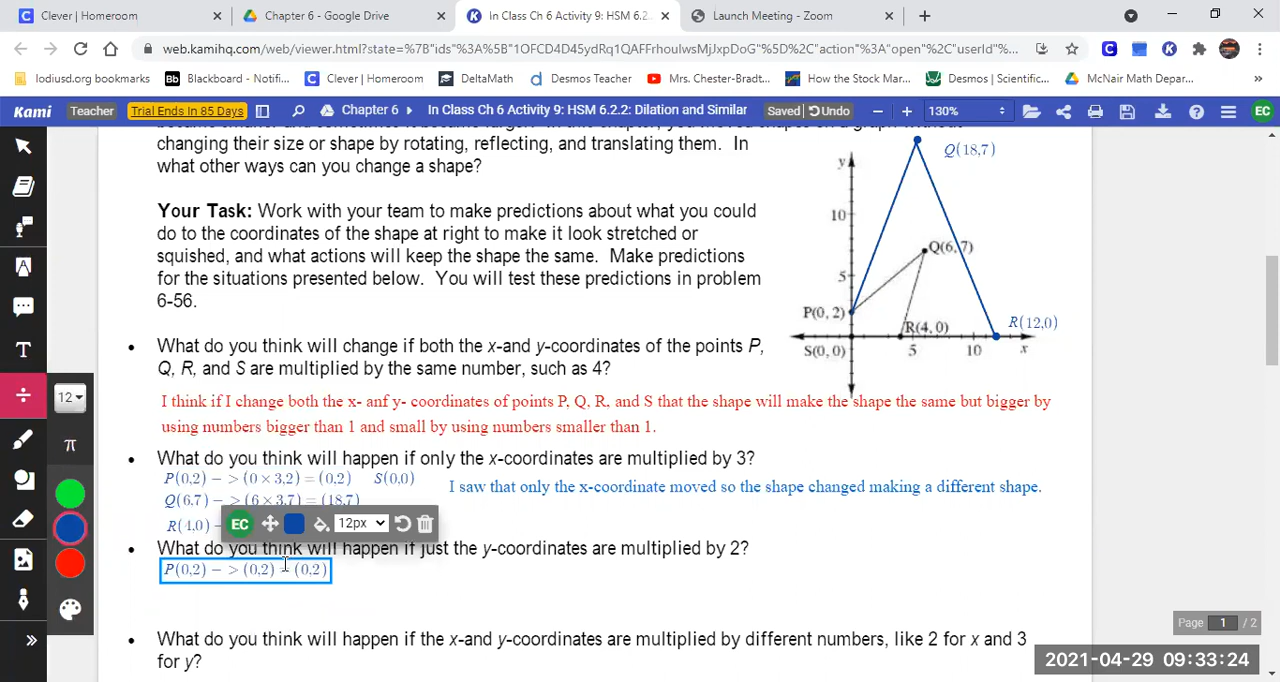 Clever | Homeroom
Chapter 6 - Google Drive
In Class Ch 6 Activity 9: HSM 6.2.2:
Launch Meeting - Zoom
web.kamihq.com/web/viewer.html?state=%7B"ids"%3A%5B"1OFCD4D45ydRq1QAFFrhoulwsMjJxpDoG"%5D%2C"action"%3A"open"%2C"userId"...
lodiusd.org bookmarks
Blackboard - Notifi...
Clever | Homeroom
DeltaMath
Desmos Teacher
Mrs. Chester-Bradt...
How the Stock Mar...
Desmos | Scientific...
McNair Math Depar...
Kami Teacher Trial Ends In 85 Days Chapter 6 In Class Ch 6 Activity 9: HSM 6.2.2: Dilation and Similar Saved Undo 130% EC
changing their size or shape by rotating, reflecting, and translating them. In
what other ways can you change a shape?
Your Task: Work with your team to make predictions about what you could
do to the coordinates of the shape at right to make it look stretched or
squished, and what actions will keep the shape the same. Make predictions
for the situations presented below. You will test these predictions in problem
6-56.
y
Q(18,7)
10
Q(6, 7)
5
P(0, 2)
R(4, 0)
R(12,0)
S(0, 0)
5
10
x
• What do you think will change if both the x-and y-coordinates of the points P,
Q, R, and S are multiplied by the same number, such as 4?
I think if I change both the x- anf y- coordinates of points P, Q, R, and S that the shape will make the shape the same but bigger by
using numbers bigger than 1 and small by using numbers smaller than 1.
• What do you think will happen if only the x-coordinates are multiplied by 3?
P(0,2) − > (0 × 3,2) = (0,2) S(0,0)
Q(6,7) − > (6 × 3,7) = (18,7)
I saw that only the x-coordinate moved so the shape changed making a different shape.
R(4,0) −
EC 12px
• What do you think will happen if just the y-coordinates are multiplied by 2?
P(0,2) − > (0,2) = (0,2)
• What do you think will happen if the x-and y-coordinates are multiplied by different numbers, like 2 for x and 3
for y?
12
π
Page 1 / 2
2021-04-29 09:33:24